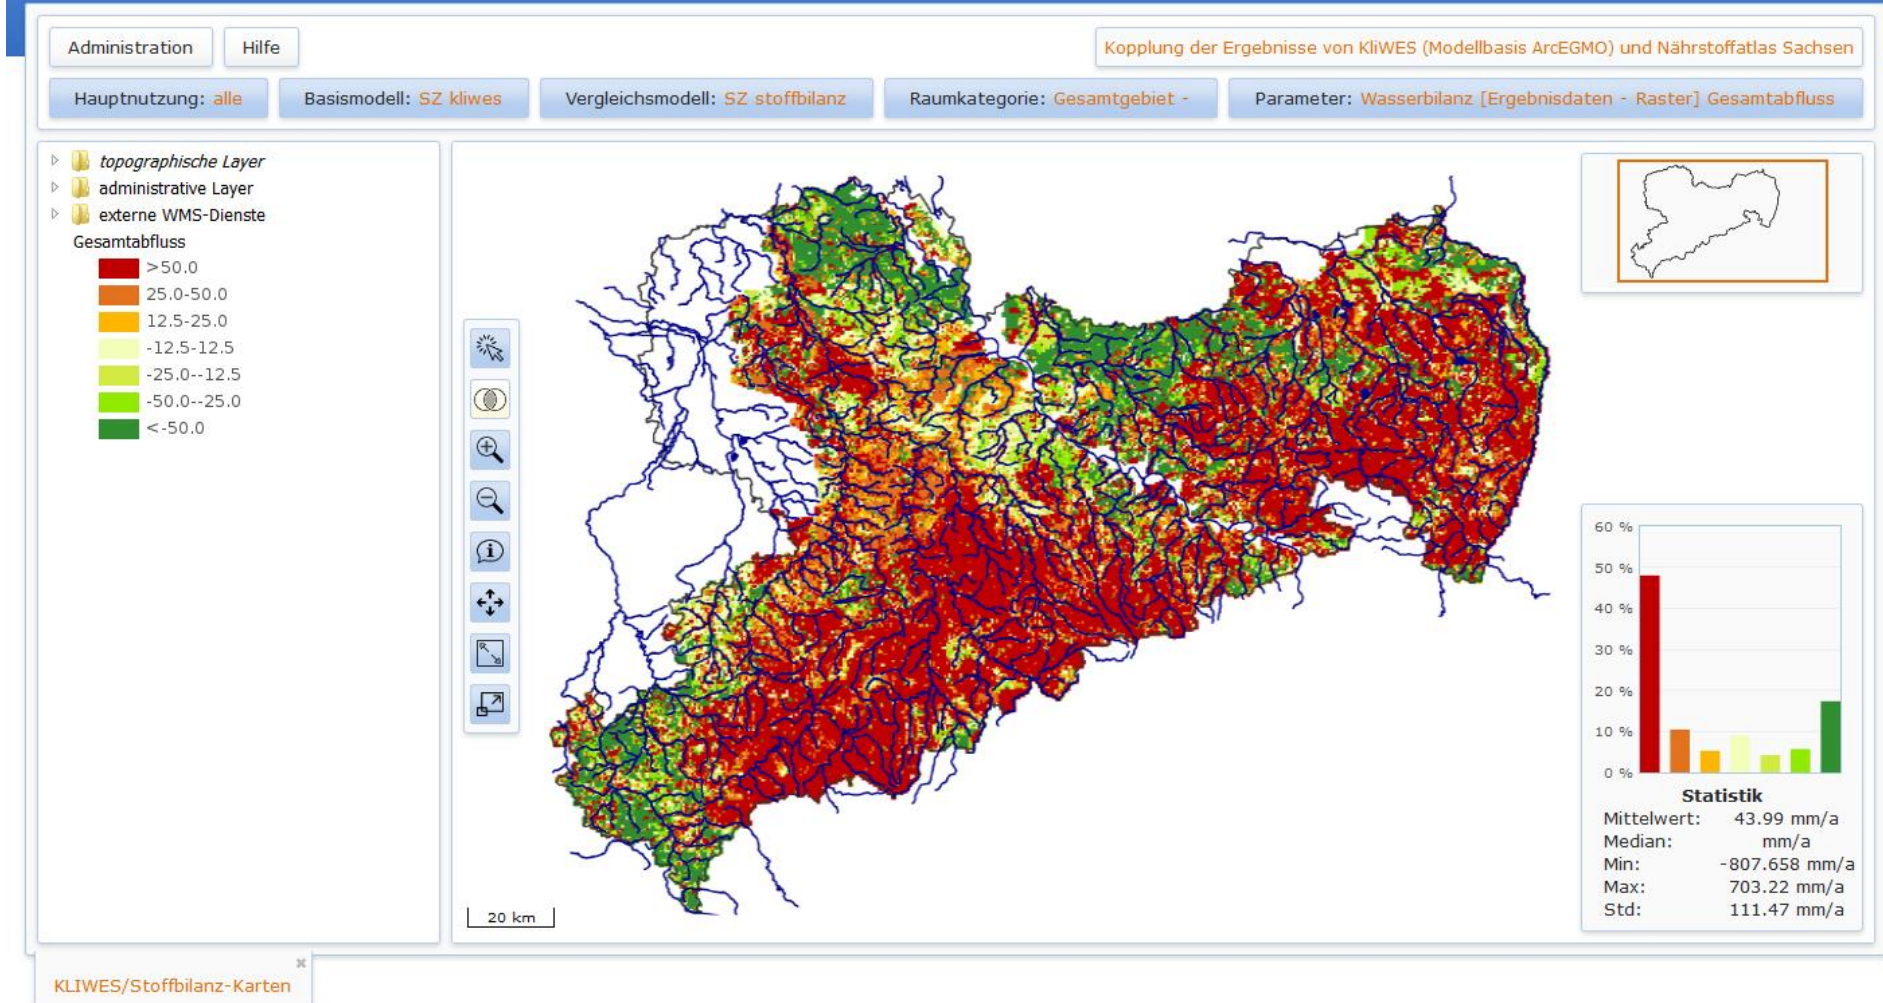 Administration Hilfe Kopplung der Ergebnisse von KliWES (Modellbasis ArcEGMO) und Nährstoffatlas Sachsen
Hauptnutzung: alle Basismodell: SZ kliwes Vergleichsmodell: SZ stoffbilanz Raumkategorie: Gesamtgebiet - Parameter: Wasserbilanz [Ergebnisdaten - Raster] Gesamtabfluss
topographische Layer
administrative Layer
externe WMS-Dienste
Gesamtabfluss
>50.0
25.0-50.0
12.5-25.0
-12.5-12.5
-25.0--12.5
-50.0--25.0
<-50.0
20 km
60 %
50 %
40 %
30 %
20 %
10 %
0 %
Statistik
Mittelwert: 43.99 mm/a
Median: mm/a
Min: -807.658 mm/a
Max: 703.22 mm/a
Std: 111.47 mm/a
KLIWES/Stoffbilanz-Karten